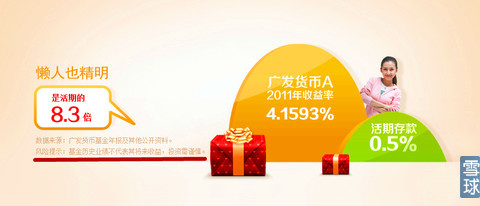 懒人也精明
是活期的
8.3 倍
数据来源：广发货币基金年报及其他公开资料。
风险提示：基金历史业绩不代表其将来收益，投资需谨慎。
广发货币A
2011年收益率
4.1593%
活期存款
0.5%
雪球